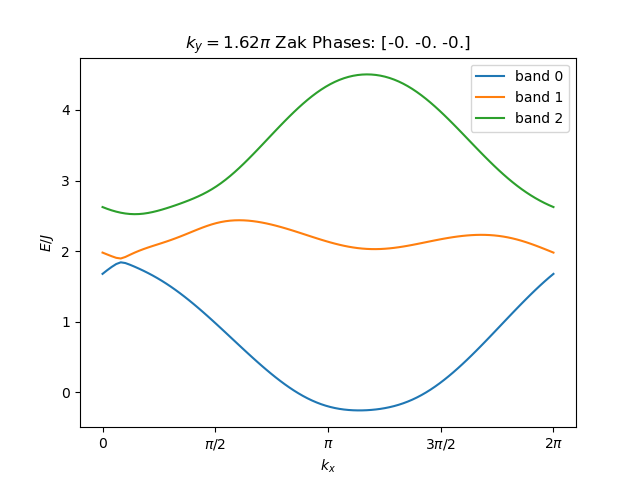 $k_y = 1.62\pi$ Zak Phases: [-0. -0. -0.]
band 0
band 1
band 2
4
3
2
1
0
E/J
0
π/2
π
3π/2
2π
$k_x$